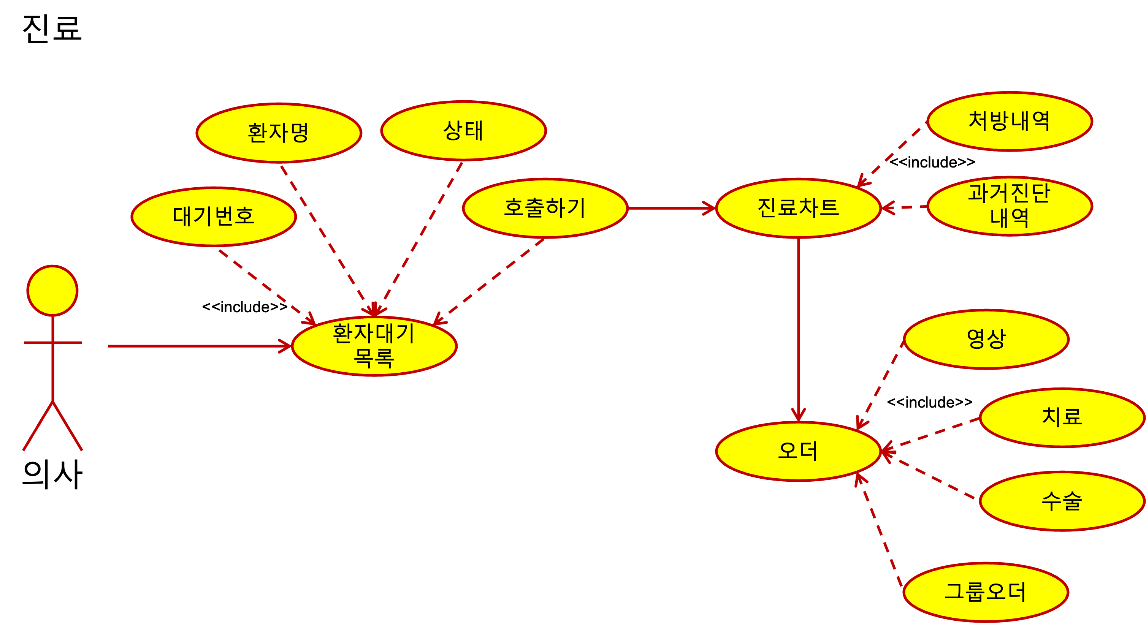 진료
환자명
상태
처방내역
<<include>>
대기번호
호출하기
진료차트
과거진단
내역
<<include>>
환자대기
목록
영상
<<include>>
치료
오더
의사
수술
그룹오더